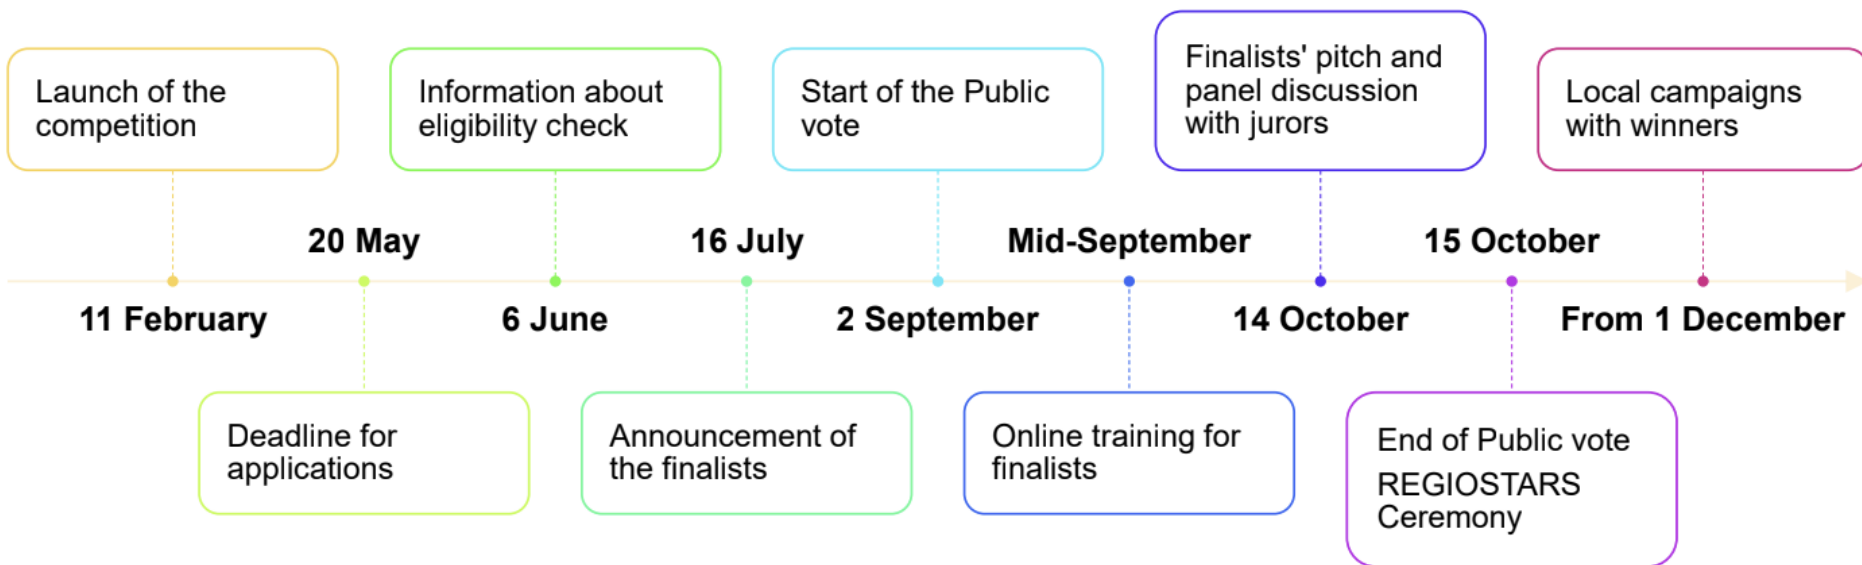 Launch of the
competition
Information about
eligibility check
Start of the Public
vote
Finalists' pitch and
panel discussion
with jurors
Local campaigns
with winners
20 May
16 July
Mid-September
15 October
11 February
6 June
2 September
14 October
From 1 December
Deadline for
applications
Announcement of
the finalists
Online training for
finalists
End of Public vote
REGIOSTARS
Ceremony